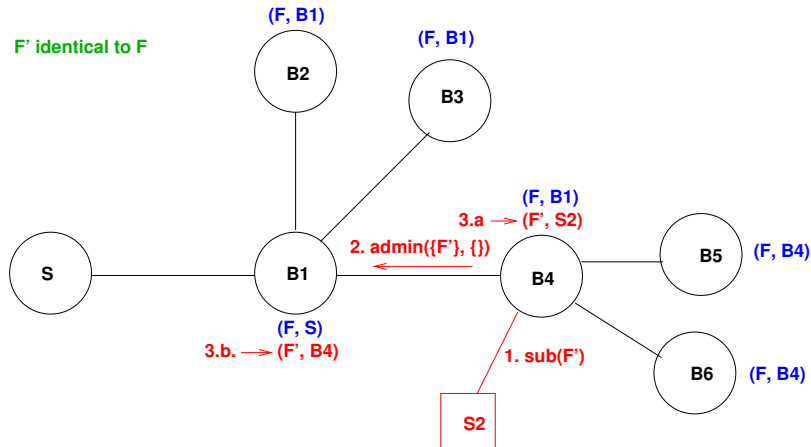 (F, B1)
F' identical to F
(F, B1)
B2
B3
(F, B1)
3.a → (F', S2)
2. admin({F'}, {})
B5
(F, B4)
S
B1
B4
(F, S)
3.b. → (F', B4)
1. sub(F')
B6
(F, B4)
S2